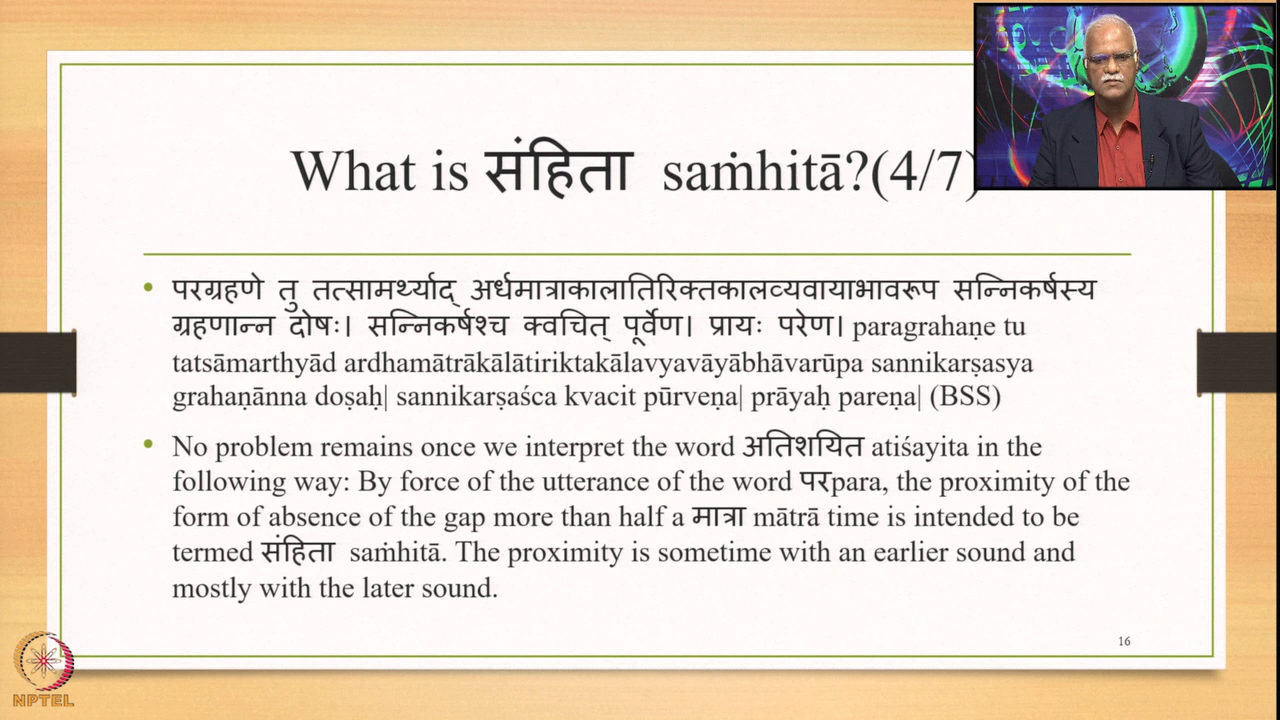 What is संहिता saṁhitā?(4/7)
• परग्रहणे तु तत्सामर्थ्याद् अर्धमात्राकालातिरिक्तकालव्यवायाभावरूप सन्निकर्षस्य
ग्रहणान्न दोषः। सन्निकर्षश्च क्वचित् पूर्वेण। प्रायः परेण। paragrahaṇe tu
tatsāmarthyād ardhamātrākālātiriktakālavyavāyābhāvarūpa sannikarṣasya
grahaṇānna doṣaḥ| sannikarṣaśca kvacit pūrveṇa| prāyaḥ pareṇa| (BSS)
• No problem remains once we interpret the word अतिशयित atiśayita in the
following way: By force of the utterance of the word परpara, the proximity of the
form of absence of the gap more than half a मात्रा mātrā time is intended to be
termed संहिता saṁhitā. The proximity is sometime with an earlier sound and
mostly with the later sound.
16
NPTEL